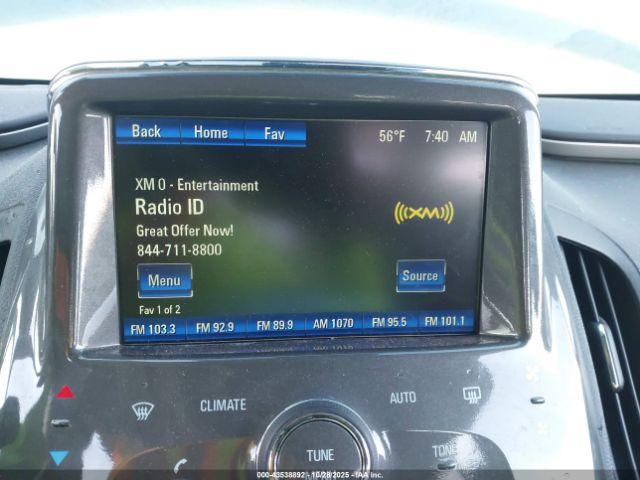 Back Home Fav 56°F 7:40 AM
XM 0 - Entertainment
Radio ID
Great Offer Now!
844-711-8800
((XM))
Menu Source
Fav 1 of 2
FM 103.3 FM 92.9 FM 89.9 AM 1070 FM 95.5 FM 101.1
CLIMATE AUTO
TUNE TONE
000-43538892 • 10/28/2025 • IAA Inc.